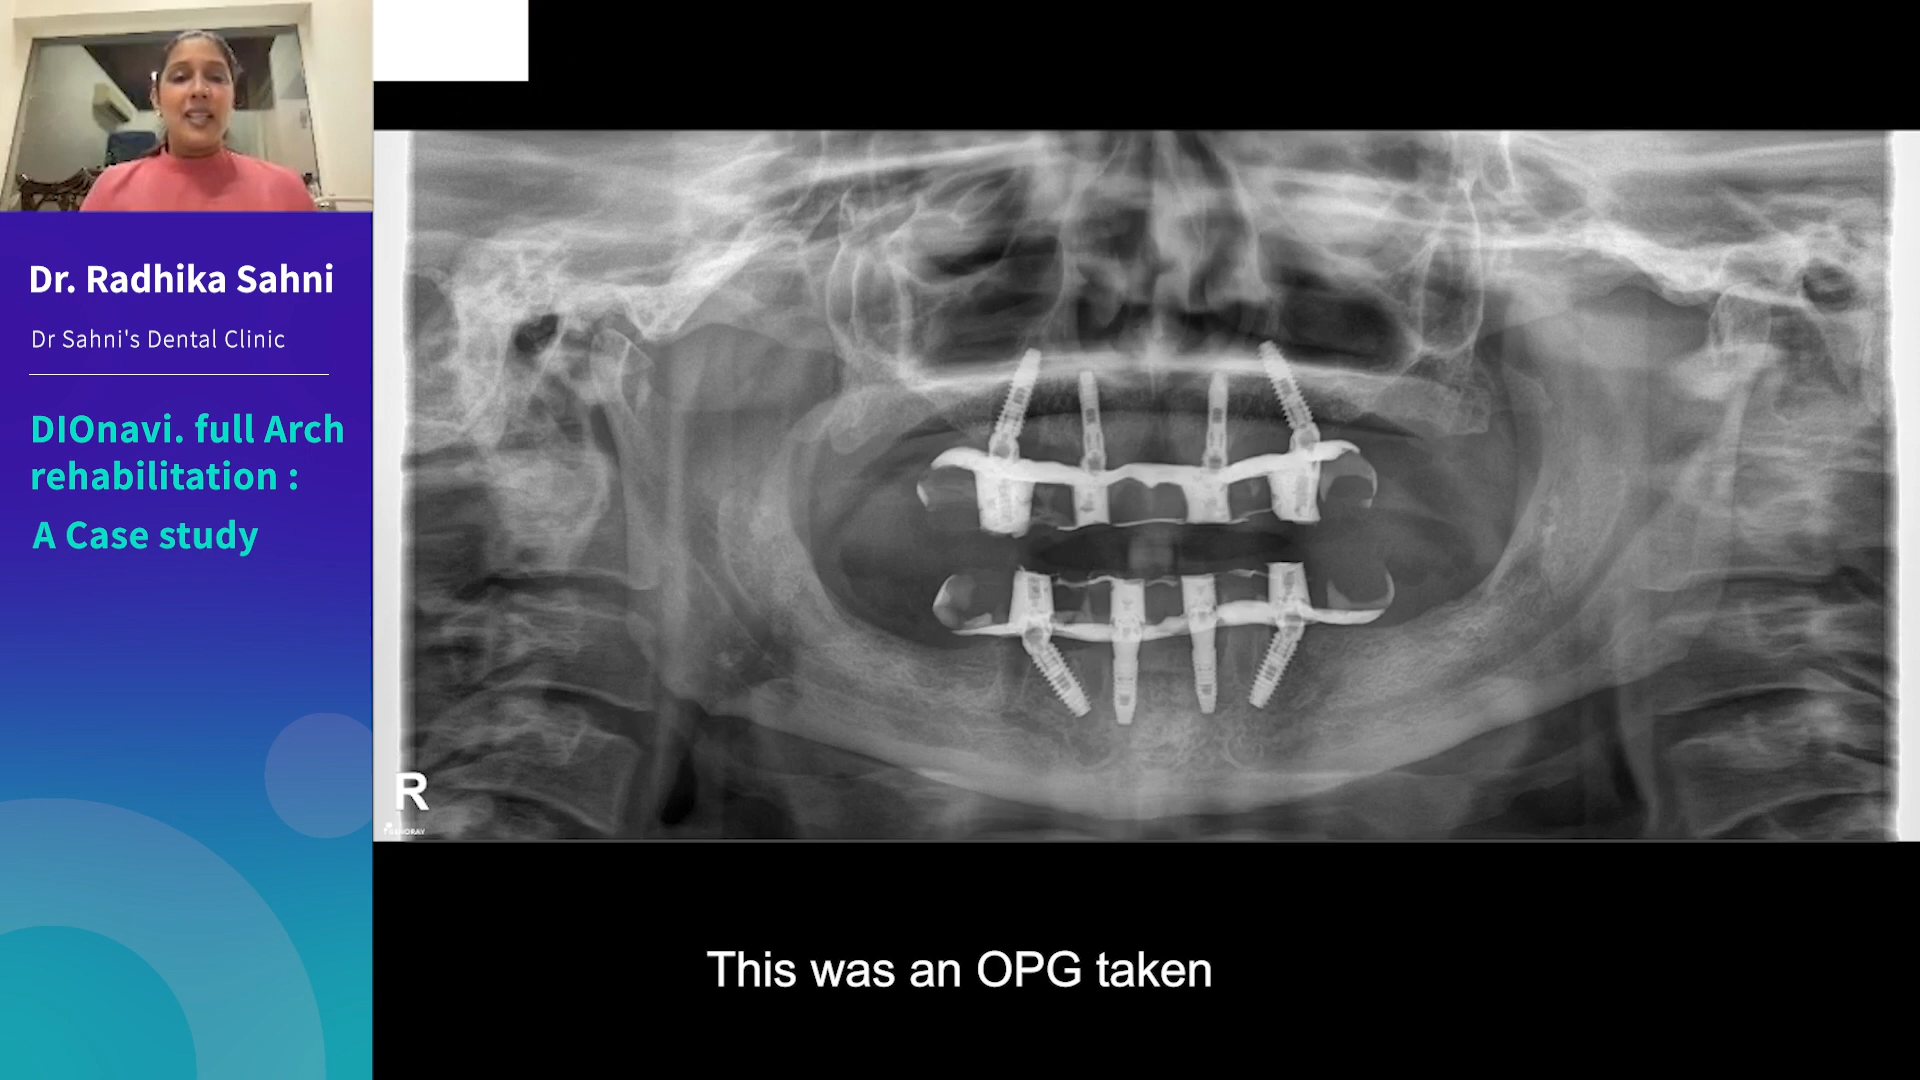 Dr. Radhika Sahni
Dr Sahni's Dental Clinic
DIOnavi. full Arch
rehabilitation :
A Case study
R
This was an OPG taken